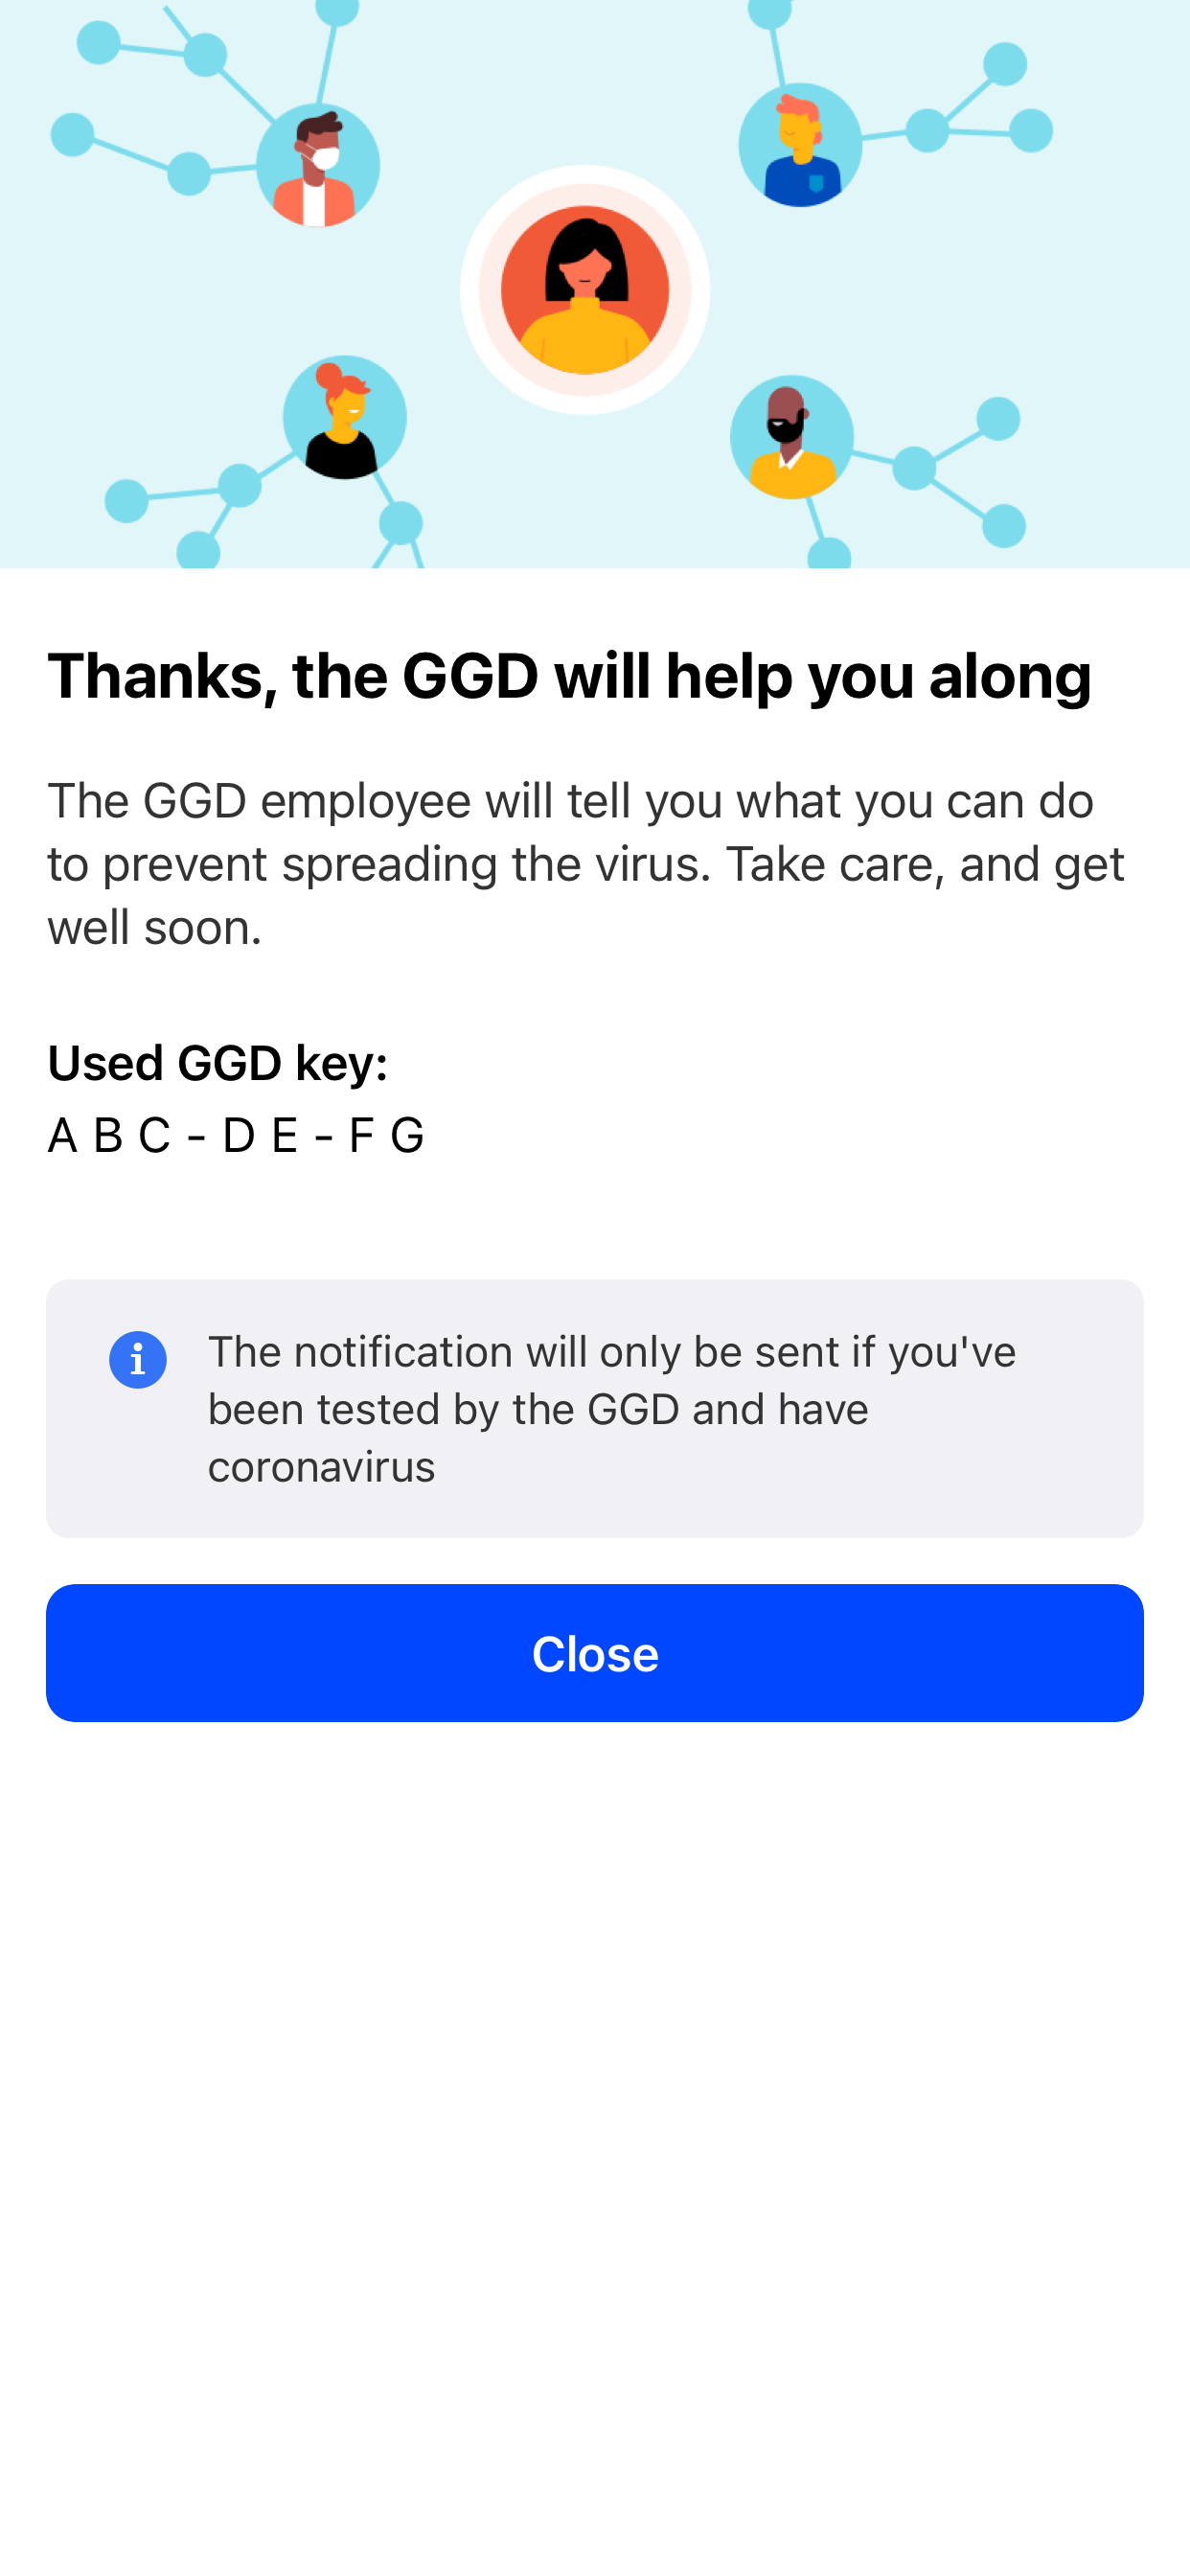 Thanks, the GGD will help you along
The GGD employee will tell you what you can do
to prevent spreading the virus. Take care, and get
well soon.
Used GGD key:
A B C - D E - F G
The notification will only be sent if you've
been tested by the GGD and have
coronavirus
Close